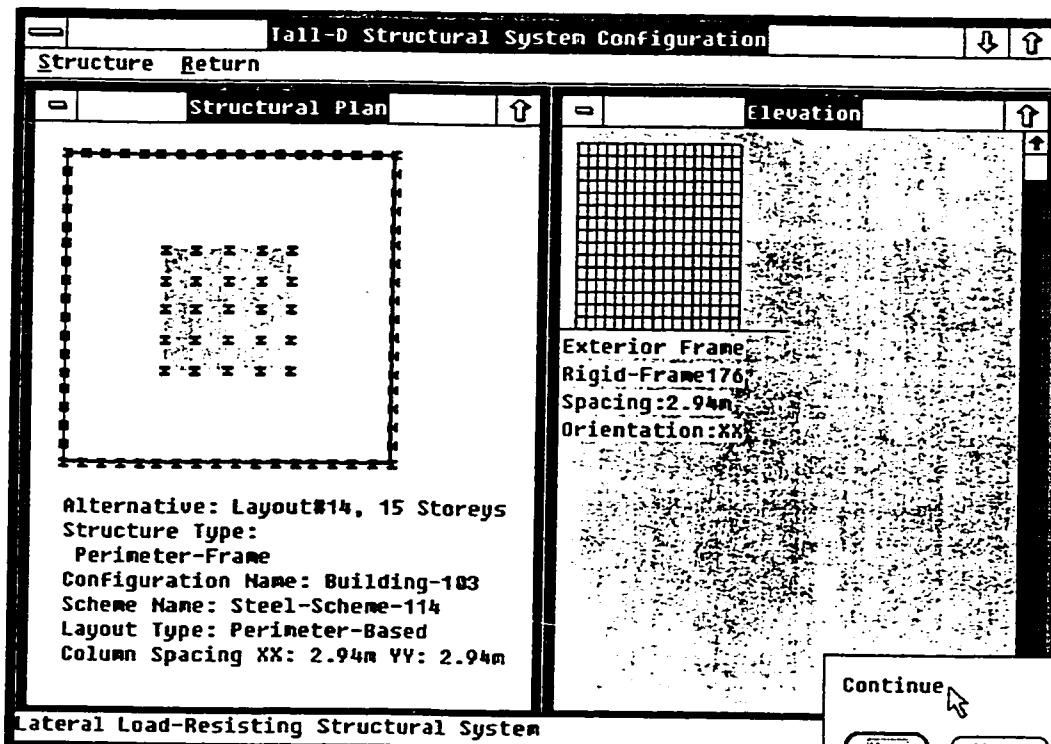 Tall-D Structural System Configuration
Structure Return
Structural Plan
Alternative: Layout#14, 15 Storeys
Structure Type:
Perimeter-Frame
Configuration Name: Building-103
Scheme Name: Steel-Scheme-114
Layout Type: Perimeter-Based
Column Spacing XX: 2.94m YY: 2.94m
Elevation
Exterior Frame
Rigid-Frame176
Spacing:2.94m
Orientation:XX
Continue
Lateral Load-Resisting Structural System